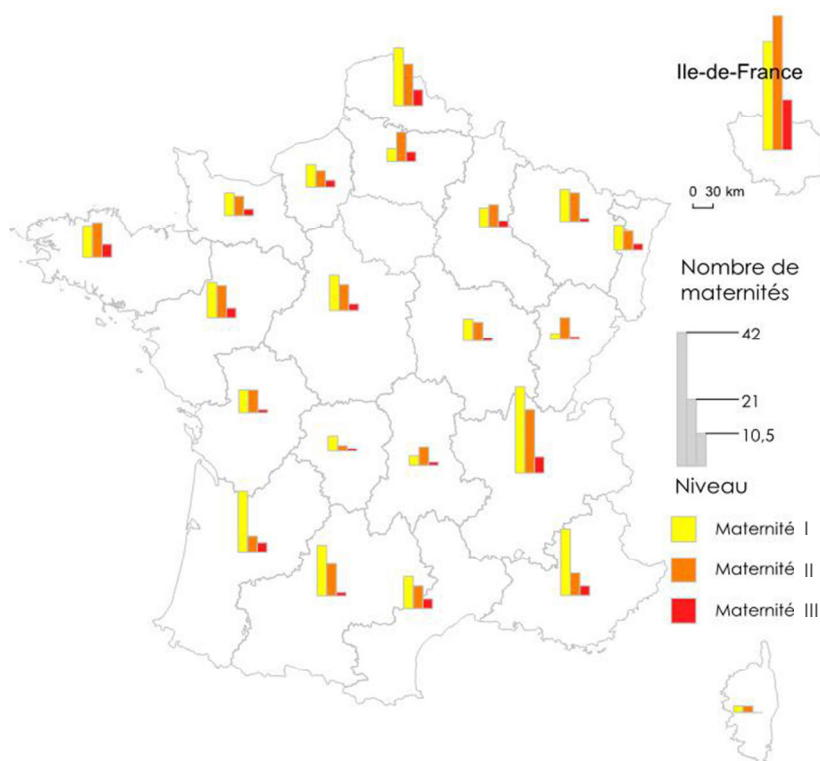 Ile-de-France
0 30 km
Nombre de
maternités
42
21
10,5
Niveau
Maternité I
Maternité II
Maternité III